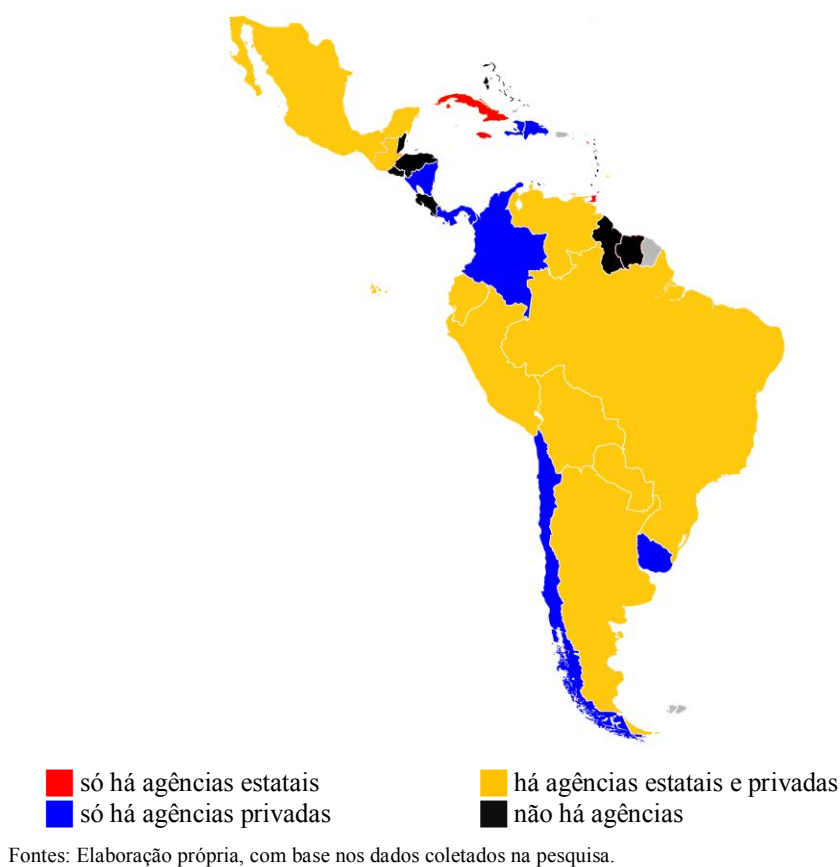 só há agências estatais
há agências estatais e privadas
só há agências privadas
não há agências
Fontes: Elaboração própria, com base nos dados coletados na pesquisa.